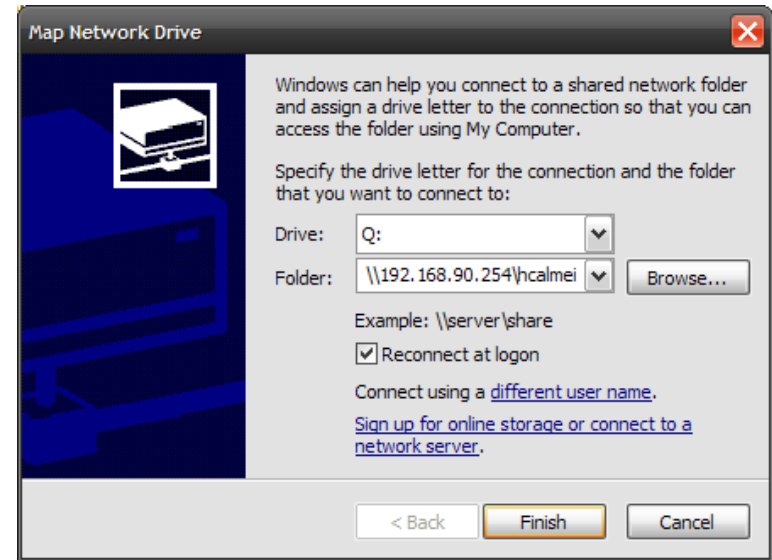 Map Network Drive
Windows can help you connect to a shared network folder
and assign a drive letter to the connection so that you can
access the folder using My Computer.
Specify the drive letter for the connection and the folder
that you want to connect to:
Drive: Q:
Folder: \\192.168.90.254\hcalmei Browse...
Example: \\server\share
Reconnect at logon
Connect using a different user name.
Sign up for online storage or connect to a
network server.
< Back Finish Cancel